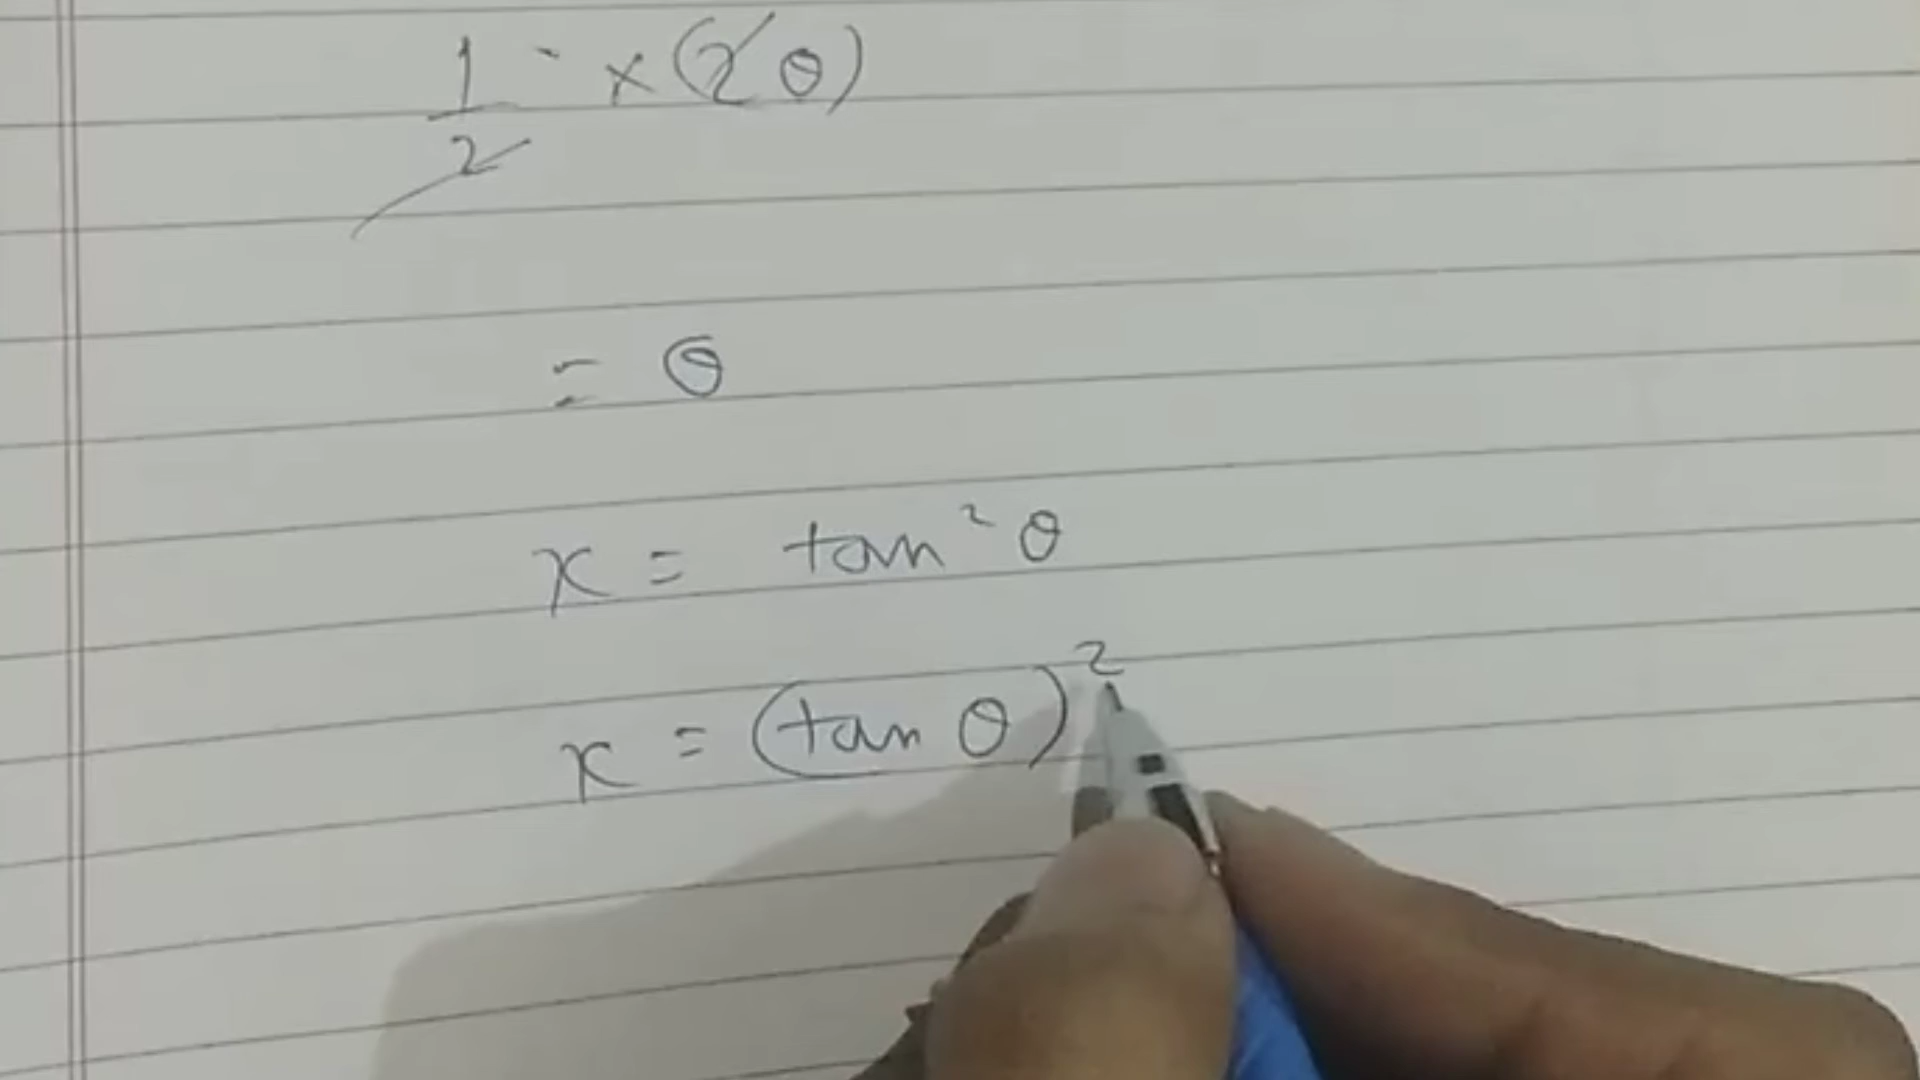 1/2 × (2θ)
= θ
x = tan²θ
x = (tan θ)²